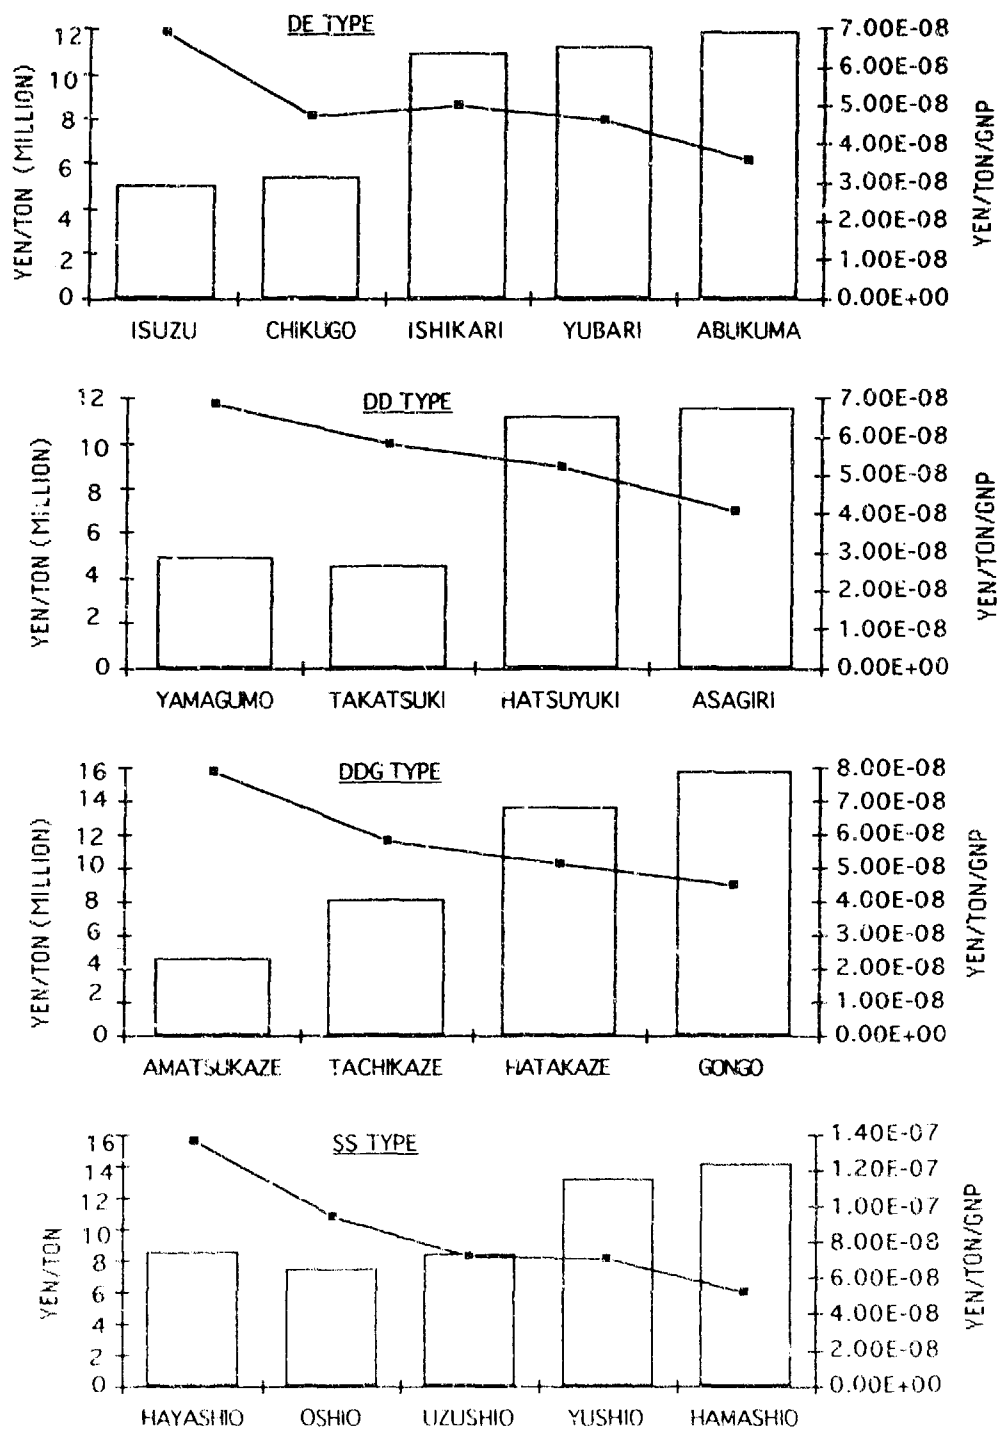 DE TYPE
YEN/TON (MILLION)
12
10
8
6
4
2
0
7.00E-08
6.00E-08
5.00E-08
4.00E-08
3.00E-08
2.00E-08
1.00E-08
0.00E+00
YEN/TON/GNP
ISUZU CHIKUGO ISHIKARI YUBARI ABUKUMA
DD TYPE
YEN/TON (MILLION)
12
10
8
6
4
2
0
7.00E-08
6.00E-08
5.00E-08
4.00E-08
3.00E-08
2.00E-08
1.00E-08
0.00E+00
YEN/TON/GNP
YAMAGUMO TAKATSUKI HATSUYUKI ASAGIRI
DDG TYPE
YEN/TON (MILLION)
16
14
12
10
8
6
4
2
0
8.00E-08
7.00E-08
6.00E-08
5.00E-08
4.00E-08
3.00E-08
2.00E-08
1.00E-08
0.00E+00
YEN/TON/GNP
AMATSUKAZE TACHIKAZE HATAKAZE GONGO
SS TYPE
YEN/TON
16
14
12
10
8
6
4
2
0
1.40E-07
1.20E-07
1.00E-07
8.00E-08
6.00E-08
4.00E-08
2.00E-08
0.00E+00
YEN/TON/GNP
HAYASHIO OSHIO UZUSHIO YUSHIO HAMASHIO